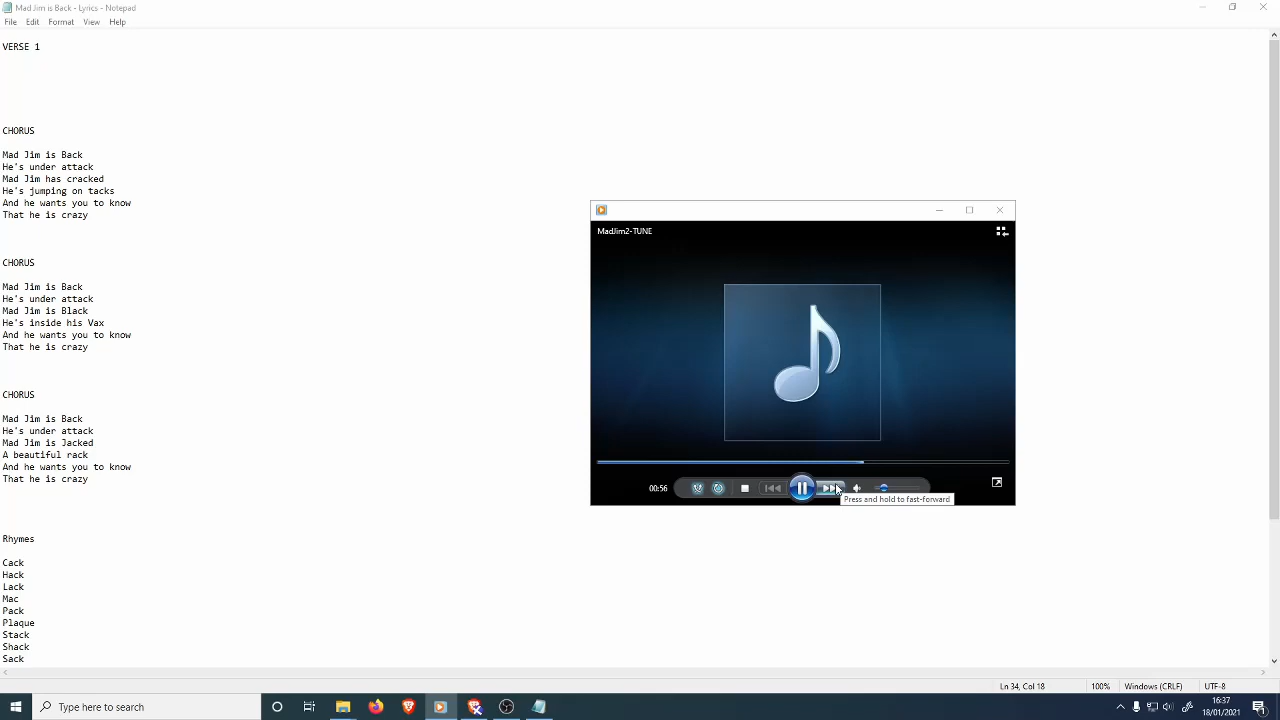 Mad Jim is Back - Lyrics - Notepad
File Edit Format View Help
VERSE 1
CHORUS
Mad Jim is Back
He's under attack
Mad Jim has cracked
He's jumping on tacks
And he wants you to know
That he is crazy
CHORUS
Mad Jim is Back
He's under attack
Mad Jim is Black
He's inside his Vax
And he wants you to know
That he is crazy
CHORUS
Mad Jim is Back
He's under attack
Mad Jim is Jacked
A beautiful rack
And he wants you to know
That he is crazy
Rhymes
Cack
Hack
Lack
Mac
Pack
Plaque
Stack
Shack
Sack
MadJim2-TUNE
00:56
Press and hold to fast-forward.
Ln 34, Col 18
100%
Windows (CRLF)
UTF-8
Type here to search
16:37
18/01/2021